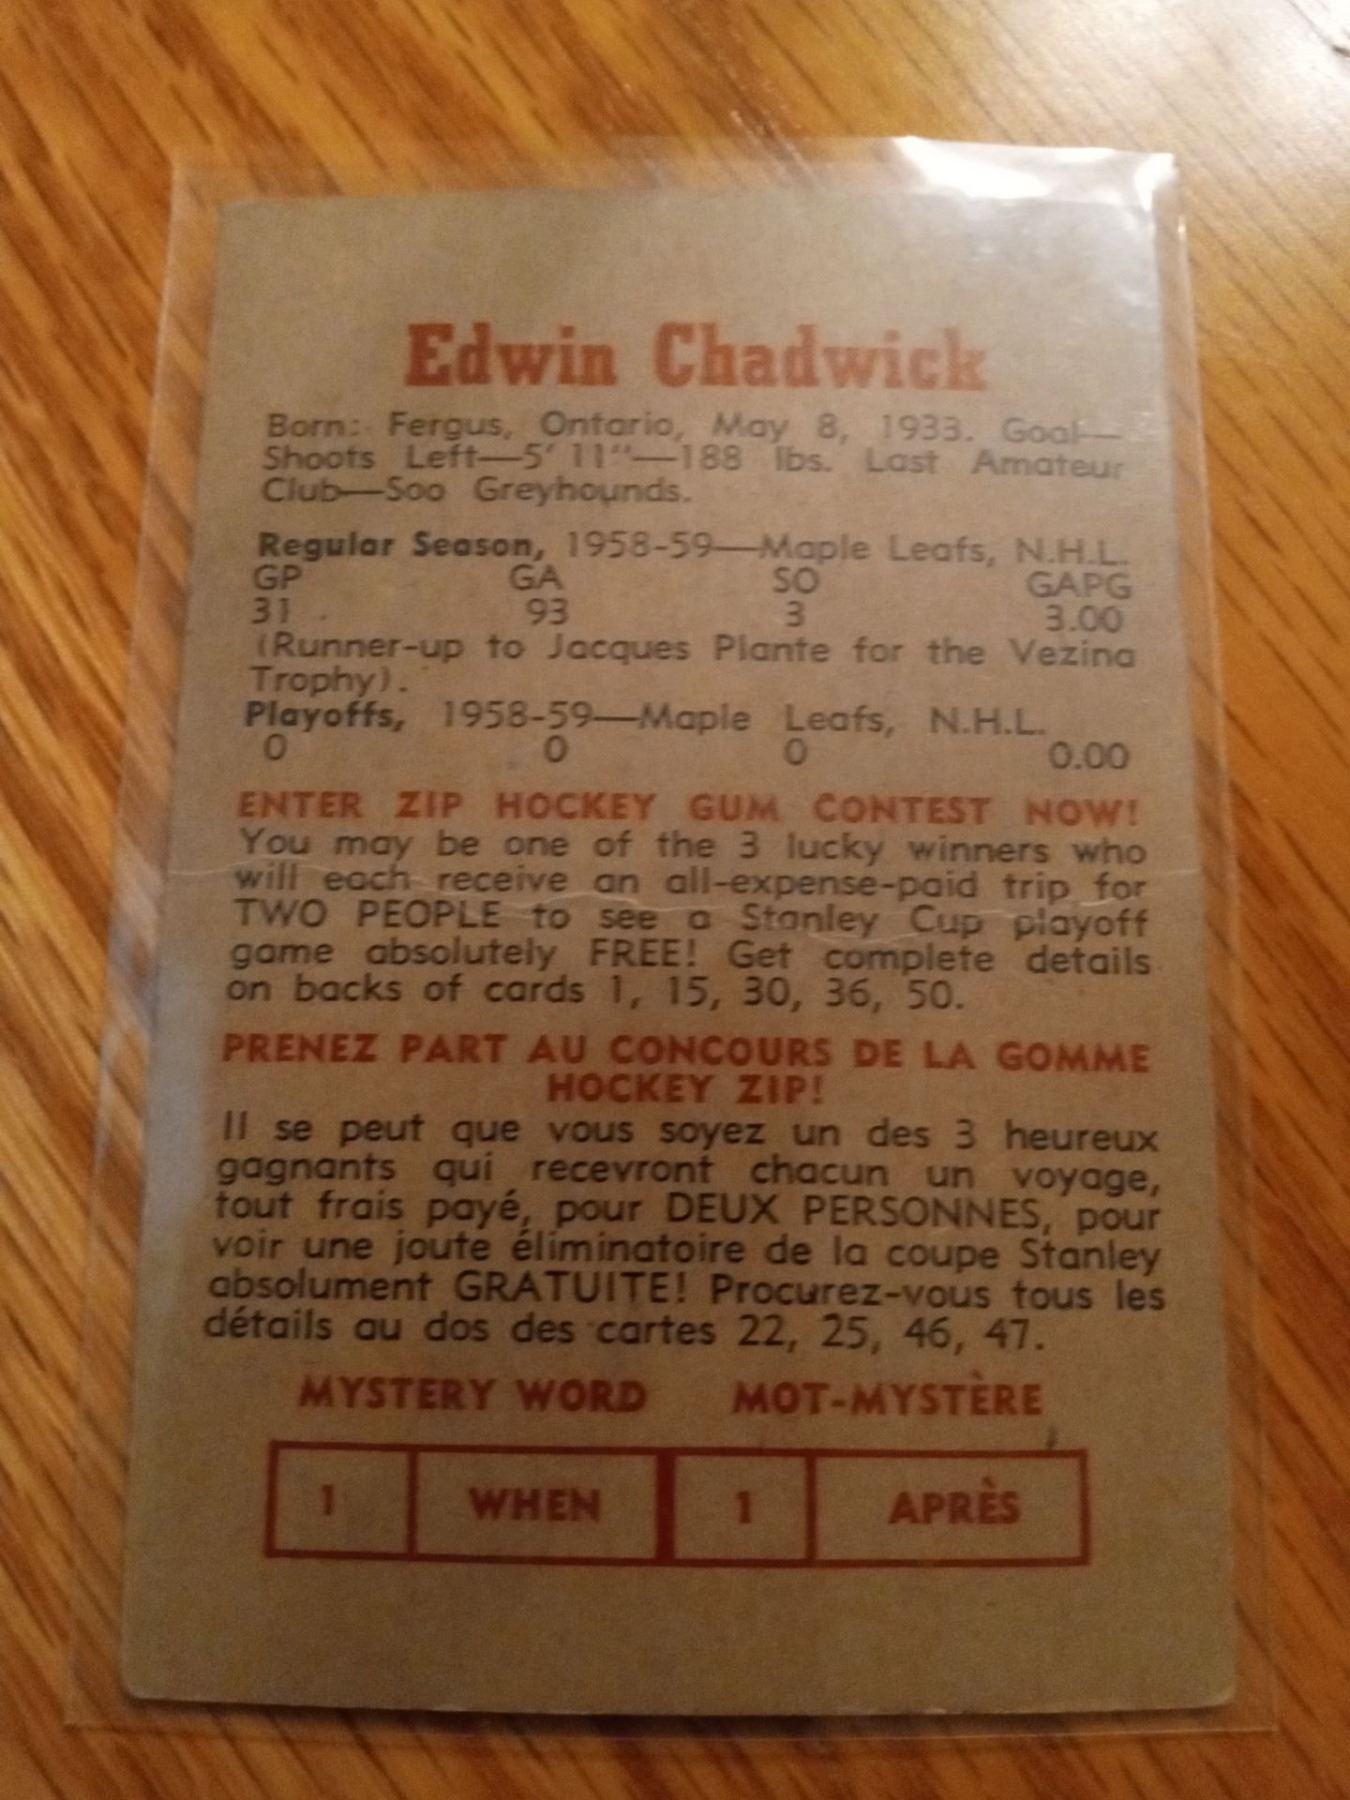 Edwin Chadwick
Born: Fergus, Ontario, May 8, 1933. Goal—
Shoots Left—5' 11"—188 lbs. Last Amateur
Club—Soo Greyhounds.
Regular Season, 1958-59—Maple Leafs, N.H.L.
GP GA SO GAPG
31 93 3 3.00
(Runner-up to Jacques Plante for the Vezina
Trophy).
Playoffs, 1958-59—Maple Leafs, N.H.L.
0 0 0 0.00
ENTER ZIP HOCKEY GUM CONTEST NOW!
You may be one of the 3 lucky winners who
will each receive an all-expense-paid trip for
TWO PEOPLE to see a Stanley Cup playoff
game absolutely FREE! Get complete details
on backs of cards 1, 15, 30, 36, 50.
PRENEZ PART AU CONCOURS DE LA GOMME
HOCKEY ZIP!
Il se peut que vous soyez un des 3 heureux
gagnants qui recevront chacun un voyage,
tout frais payé, pour DEUX PERSONNES, pour
voir une joute éliminatoire de la coupe Stanley
absolument GRATUITE! Procurez-vous tous les
détails au dos des cartes 22, 25, 46, 47.
MYSTERY WORD MOT-MYSTÈRE
1 WHEN 1 APRÈS